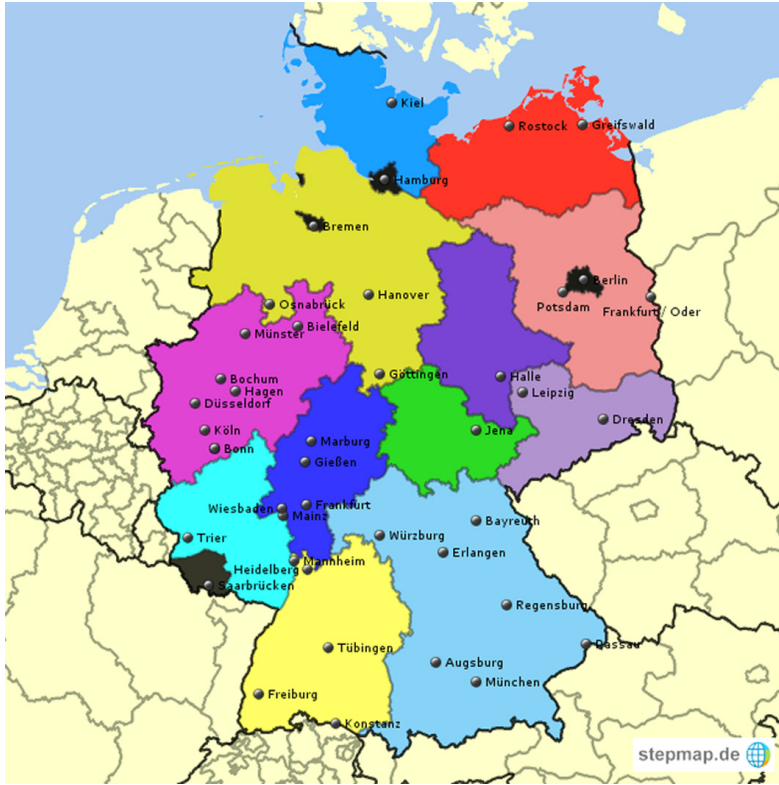 Kiel
Rostock
Greifswald
Hamburg
Bremen
Berlin
Potsdam
Frankfurt / Oder
Hanover
Osnabrück
Bielefeld
Münster
Göttingen
Halle
Bochum
Hagen
Leipzig
Düsseldorf
Dresden
Köln
Jena
Marburg
Bonn
Gießen
Frankfurt
Wiesbaden
Mainz
Bayreuth
Würzburg
Trier
Erlangen
Mannheim
Heidelberg
Saarbrücken
Regensburg
Passau
Tübingen
Augsburg
München
Freiburg
Konstanz
stepmap.de